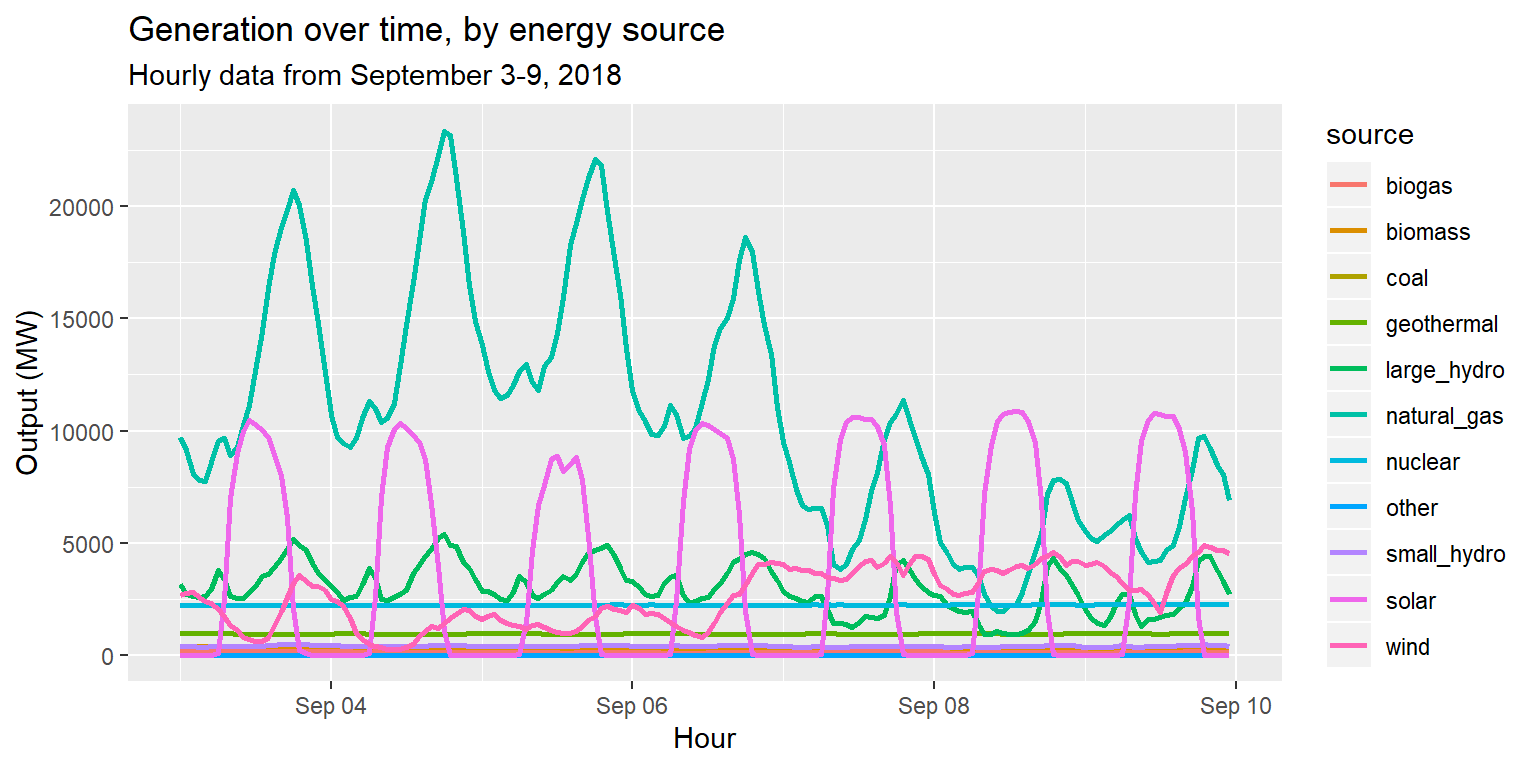 Generation over time, by energy source
Hourly data from September 3-9, 2018
20000
15000
10000
5000
0
Output (MW)
Sep 04
Sep 06
Sep 08
Sep 10
Hour
source
biogas
biomass
coal
geothermal
large_hydro
natural_gas
nuclear
other
small_hydro
solar
wind